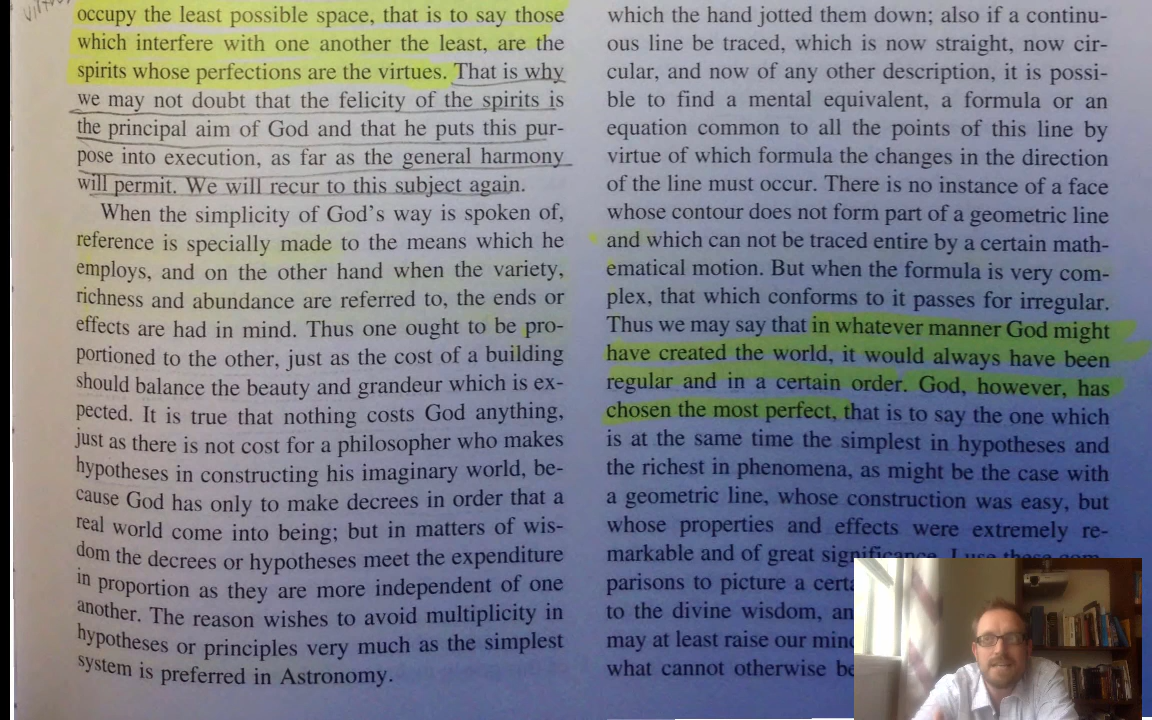 occupy the least possible space, that is to say those
which interfere with one another the least, are the
spirits whose perfections are the virtues. That is why
we may not doubt that the felicity of the spirits is
the principal aim of God and that he puts this pur-
pose into execution, as far as the general harmony
will permit. We will recur to this subject again.
When the simplicity of God's way is spoken of,
reference is specially made to the means which he
employs, and on the other hand when the variety,
richness and abundance are referred to, the ends or
effects are had in mind. Thus one ought to be pro-
portioned to the other, just as the cost of a building
should balance the beauty and grandeur which is ex-
pected. It is true that nothing costs God anything,
just as there is not cost for a philosopher who makes
hypotheses in constructing his imaginary world, be-
cause God has only to make decrees in order that a
real world come into being; but in matters of wis-
dom the decrees or hypotheses meet the expenditure
in proportion as they are more independent of one
another. The reason wishes to avoid multiplicity in
hypotheses or principles very much as the simplest
system is preferred in Astronomy.
which the hand jotted them down; also if a continu-
ous line be traced, which is now straight, now cir-
cular, and now of any other description, it is possi-
ble to find a mental equivalent, a formula or an
equation common to all the points of this line by
virtue of which formula the changes in the direction
of the line must occur. There is no instance of a face
whose contour does not form part of a geometric line
and which can not be traced entire by a certain math-
ematical motion. But when the formula is very com-
plex, that which conforms to it passes for irregular.
Thus we may say that in whatever manner God might
have created the world, it would always have been
regular and in a certain order. God, however, has
chosen the most perfect, that is to say the one which
is at the same time the simplest in hypotheses and
the richest in phenomena, as might be the case with
a geometric line, whose construction was easy, but
whose properties and effects were extremely re-
markable and of great significance. I use these com-
parisons to picture a certa
to the divine wisdom, an
may at least raise our mind
what cannot otherwise be